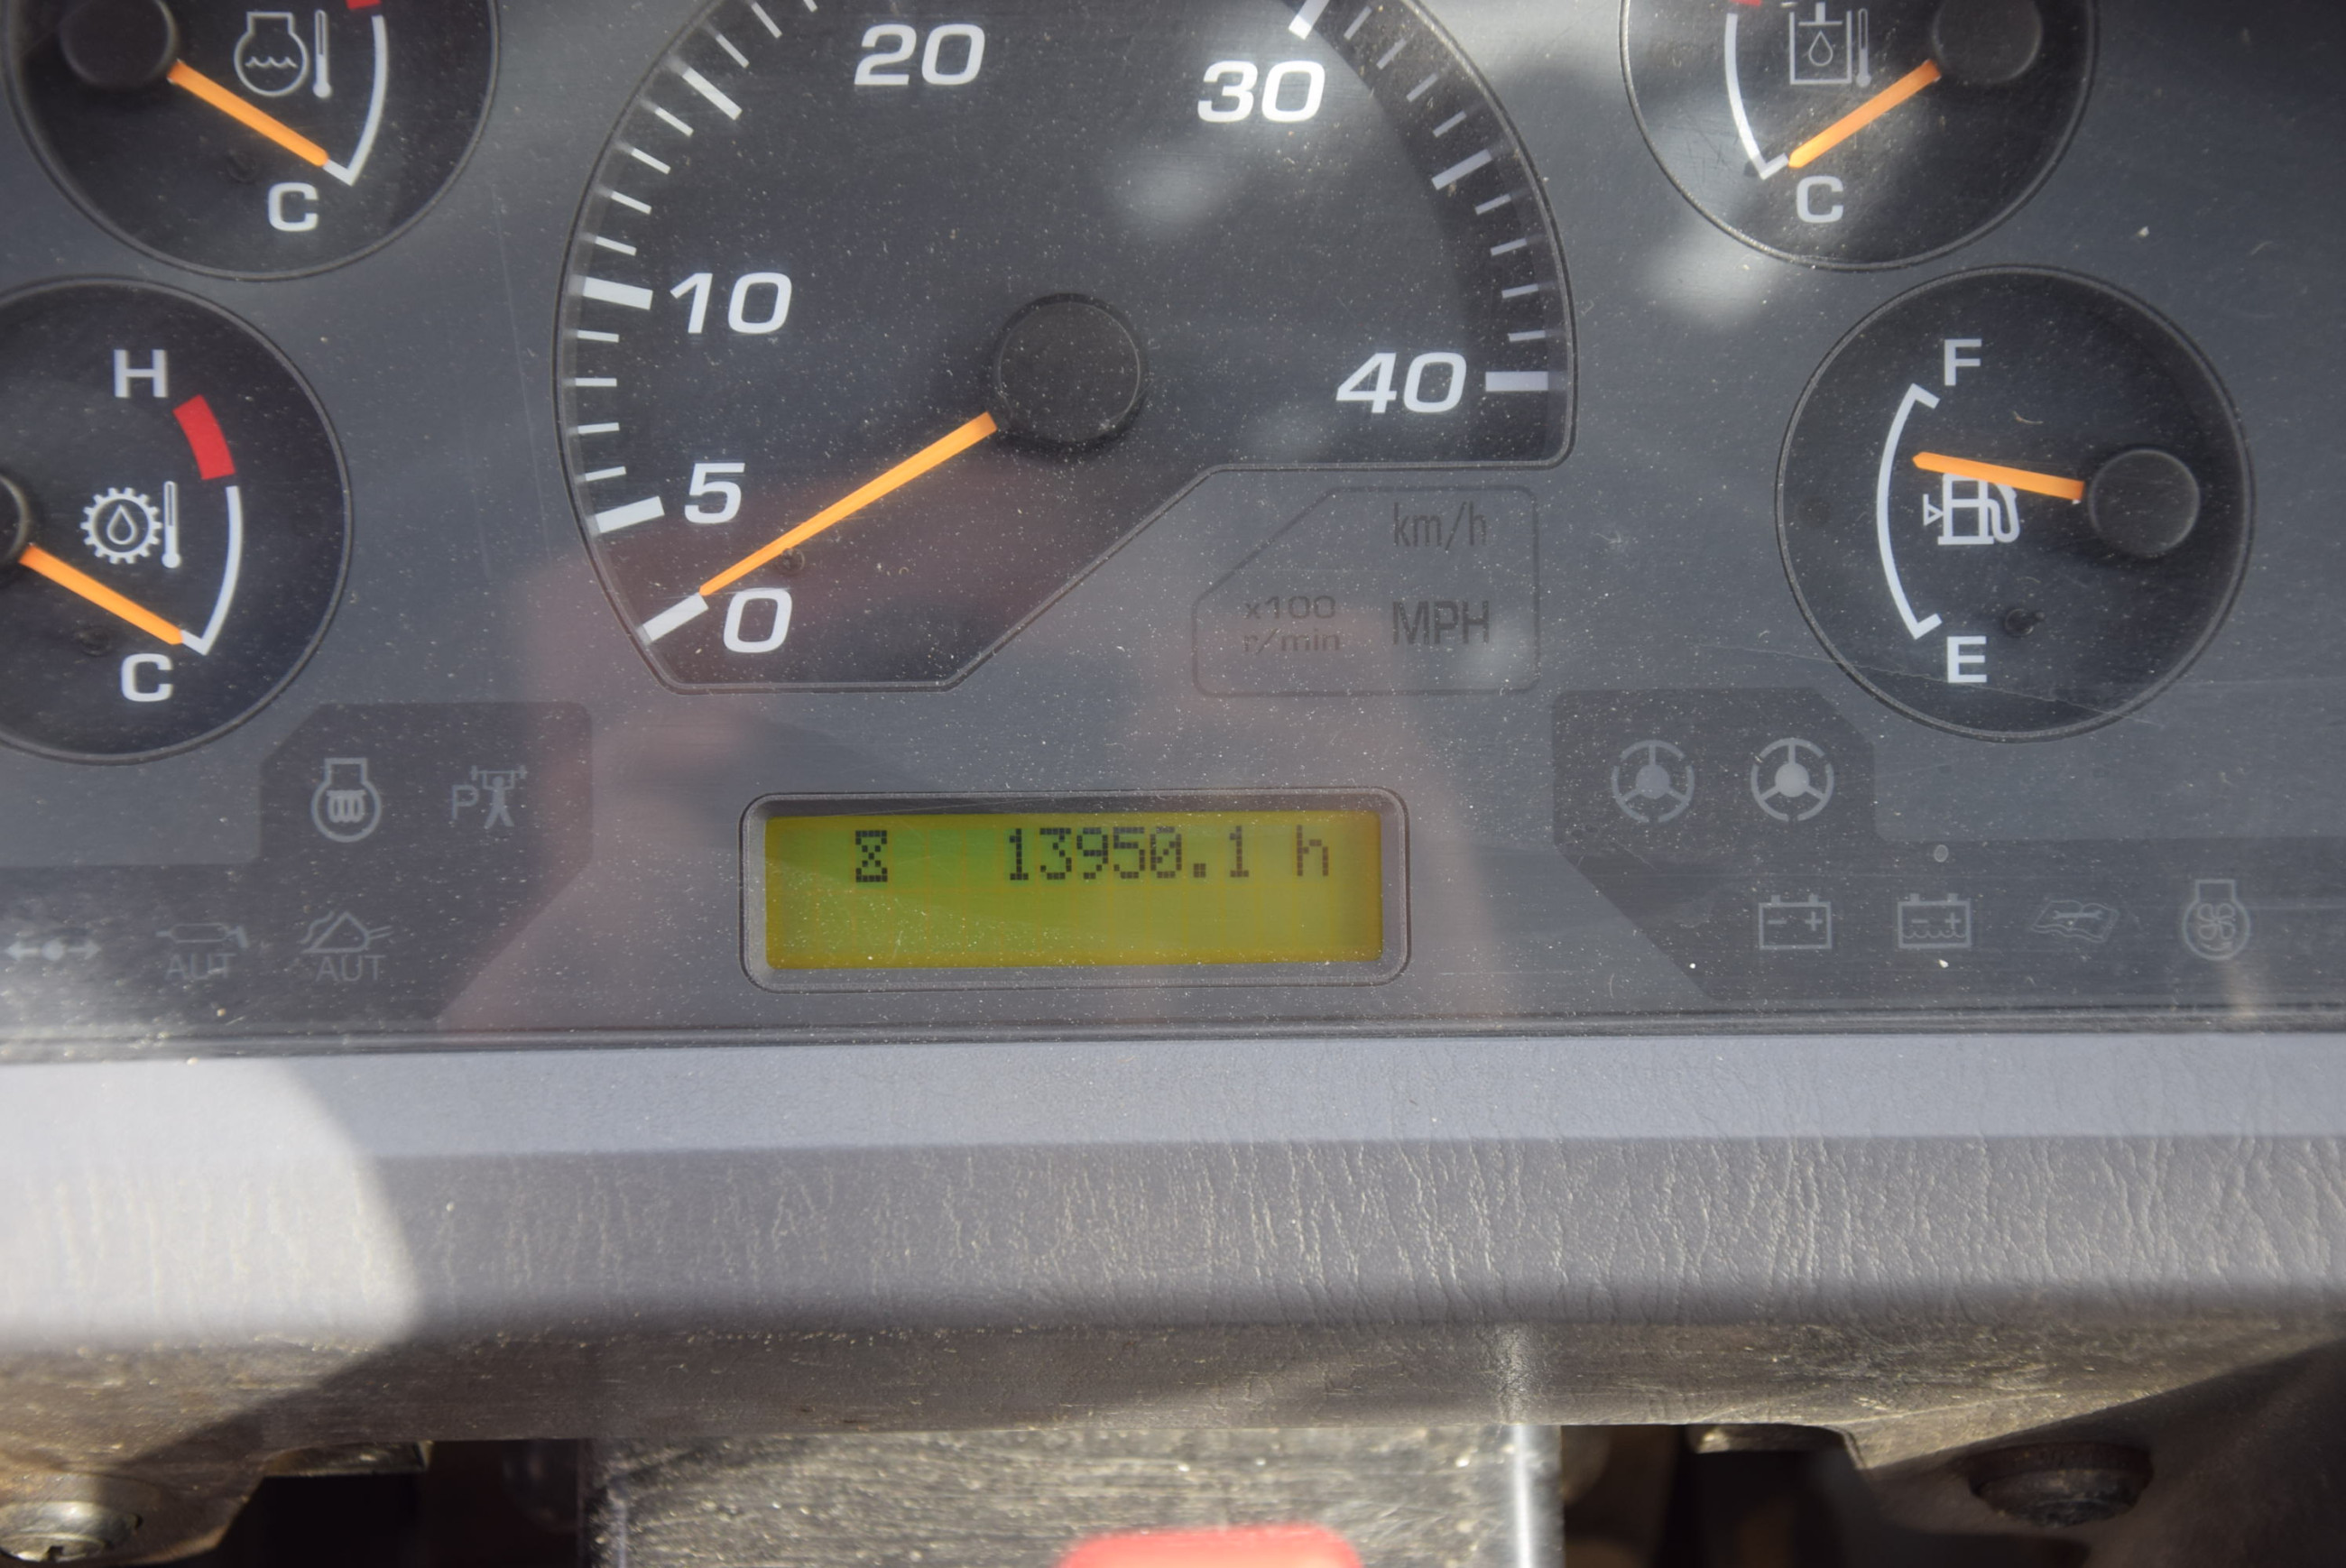 20
30
C
C
10
40
H
F
5
km/h
0
x100
r/min
MPH
C
E
P
13950.1 h
AUT
AUT